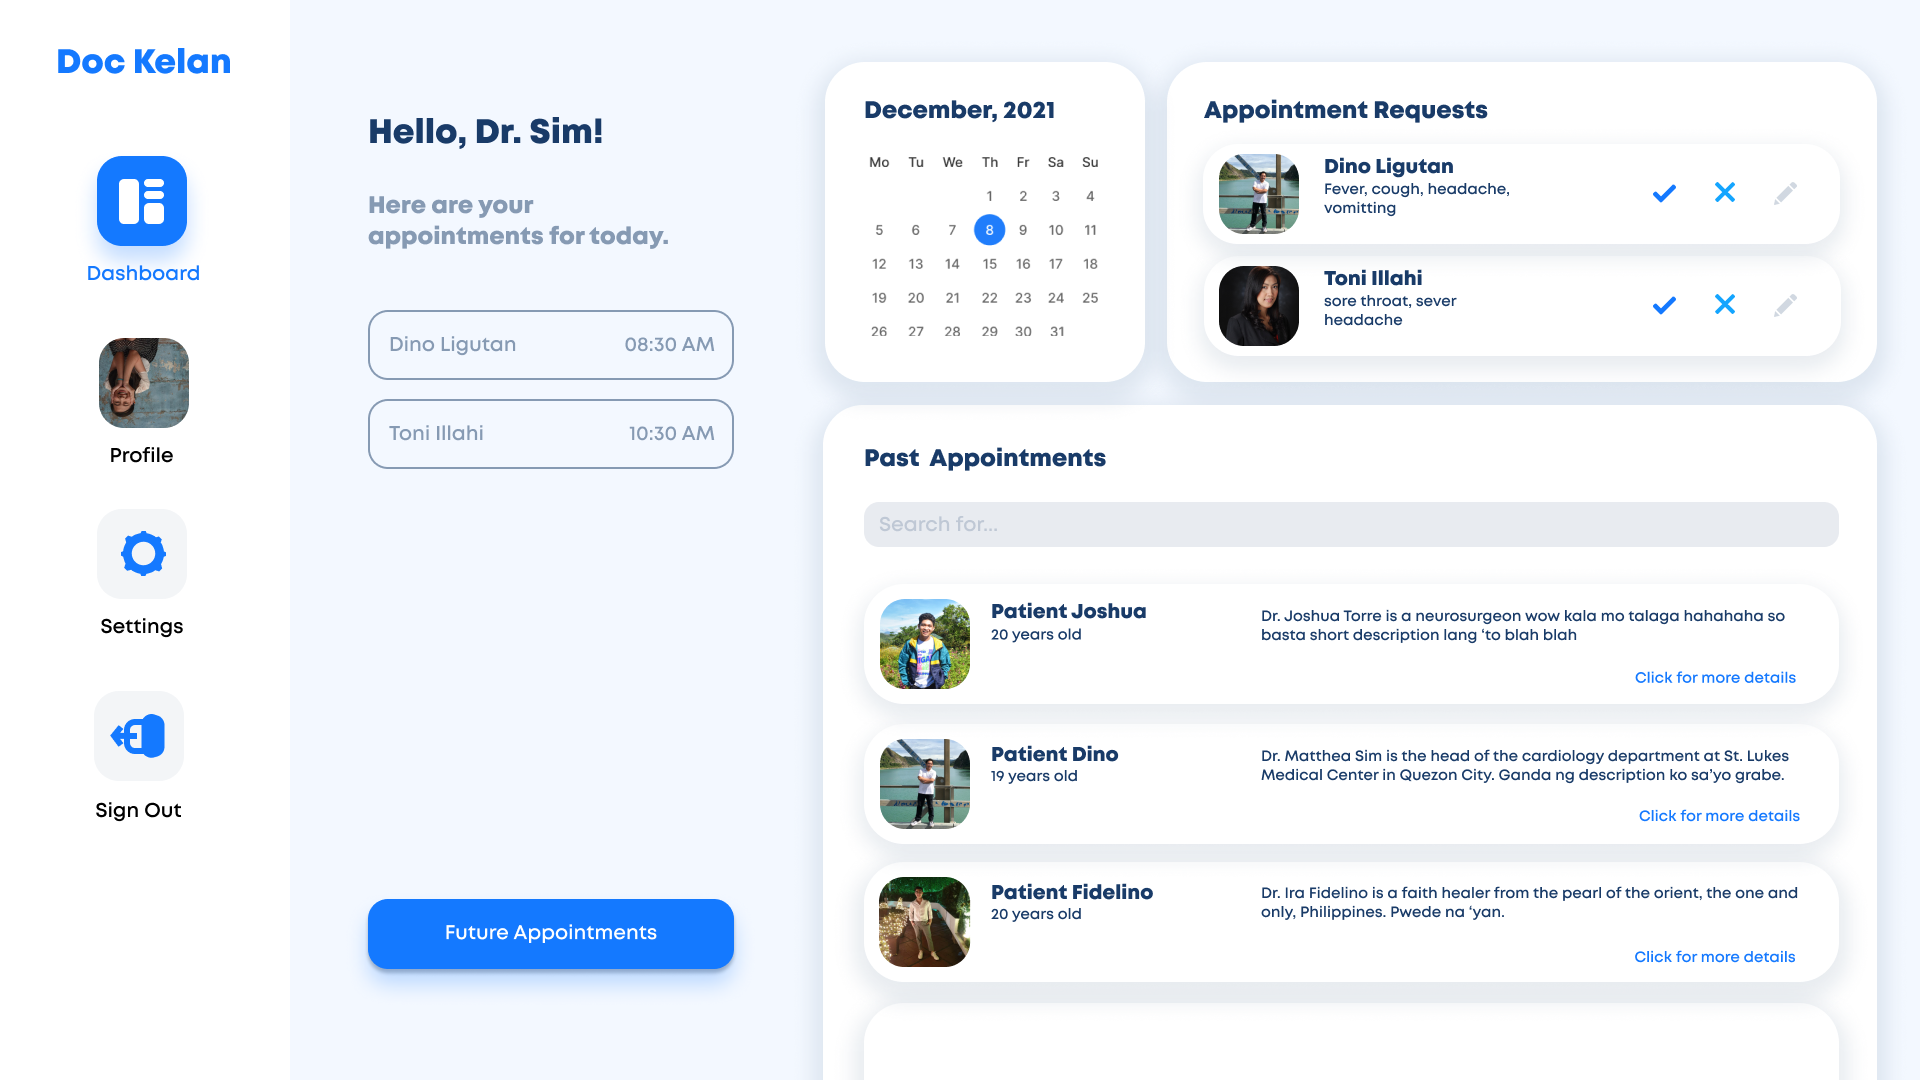 Doc Kelan
Dashboard
Profile
Settings
Sign Out
Hello, Dr. Sim!
Here are your
appointments for today.
Dino Ligutan 08:30 AM
Toni Illahi 10:30 AM
Future Appointments
December, 2021
Mo Tu We Th Fr Sa Su
1 2 3 4
5 6 7 8 9 10 11
12 13 14 15 16 17 18
19 20 21 22 23 24 25
26 27 28 29 30 31
Appointment Requests
Dino Ligutan
Fever, cough, headache,
vomitting
Toni Illahi
sore throat, sever
headache
Past Appointments
Search for...
Patient Joshua
20 years old
Dr. Joshua Torre is a neurosurgeon wow kala mo talaga hahahaha so
basta short description lang ‘to blah blah
Click for more details
Patient Dino
19 years old
Dr. Matthea Sim is the head of the cardiology department at St. Lukes
Medical Center in Quezon City. Ganda ng description ko sa’yo grabe.
Click for more details
Patient Fidelino
20 years old
Dr. Ira Fidelino is a faith healer from the pearl of the orient, the one and
only, Philippines. Pwede na ‘yan.
Click for more details